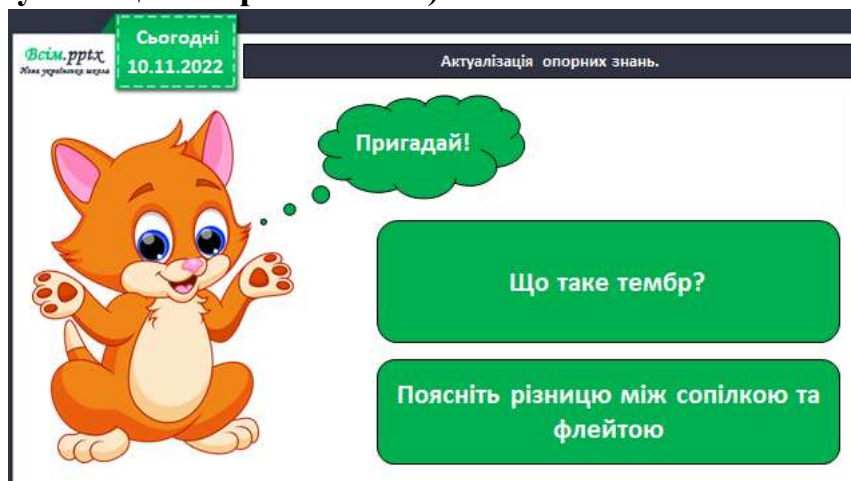 Всім.pptx
Нова українська школа
Сьогодні
10.11.2022
Актуалізація опорних знань.
Пригадай!
Що таке тембр?
Поясніть різницю між сопілкою та
флейтою